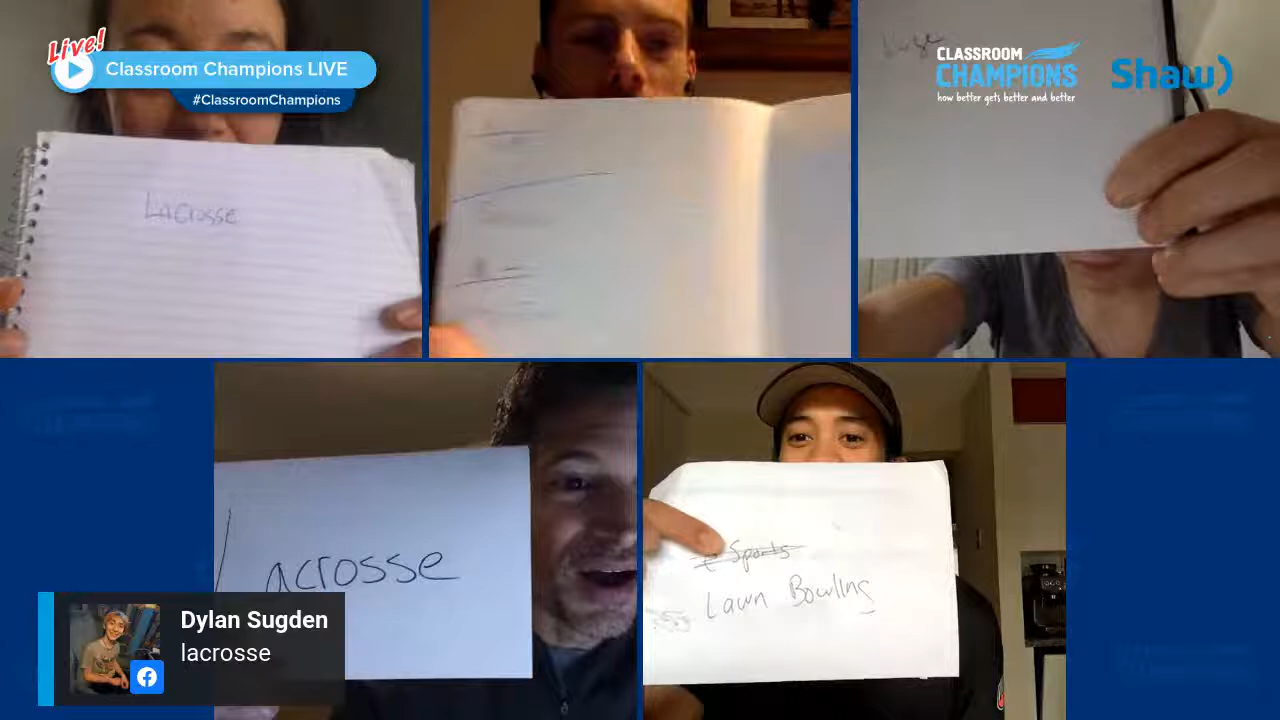 Live!
Classroom Champions LIVE
#ClassroomChampions
CLASSROOM
CHAMPIONS
how better gets better and better
Shaw)
Lacrosse
Lacrosse
Sports
Lawn Bowling
Dylan Sugden
lacrosse